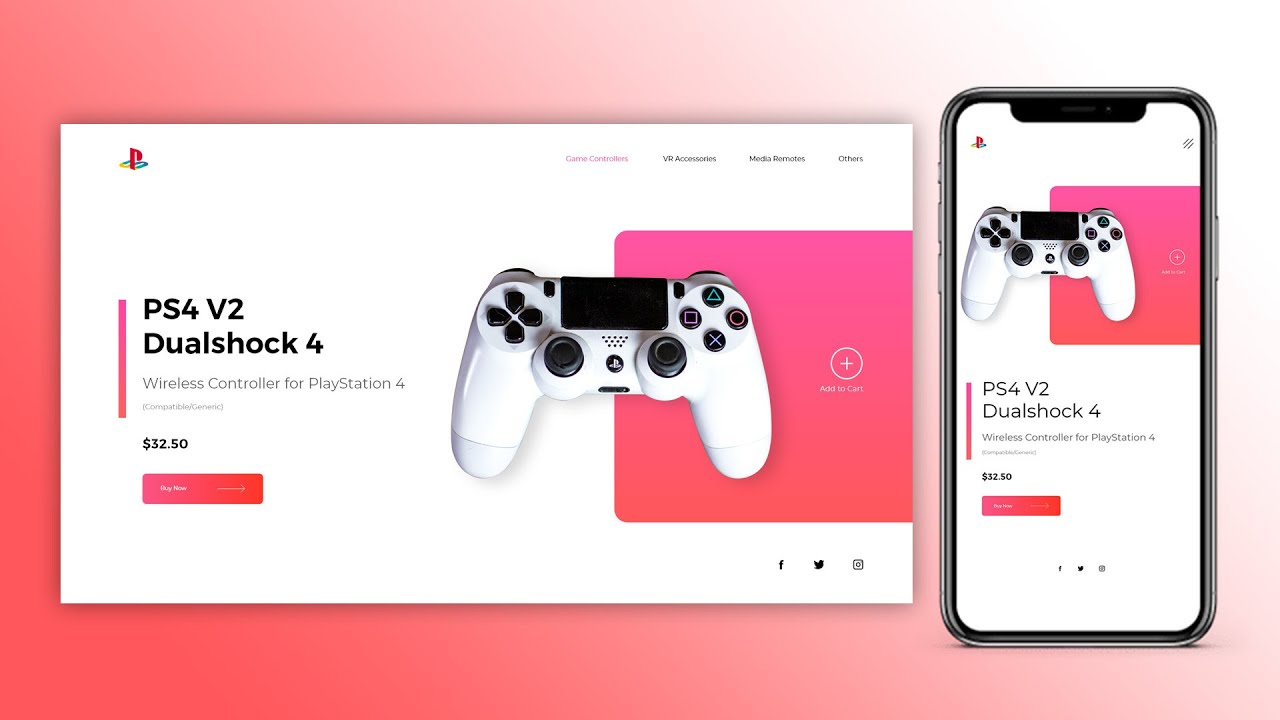 Game Controllers VR Accessories Media Remotes Others
PS4 V2
Dualshock 4
Wireless Controller for PlayStation 4
(Compatible/Generic)
$32.50
Buy Now
Add to Cart
Add to Cart
PS4 V2
Dualshock 4
Wireless Controller for PlayStation 4
(Compatible/Generic)
$32.50
Buy Now